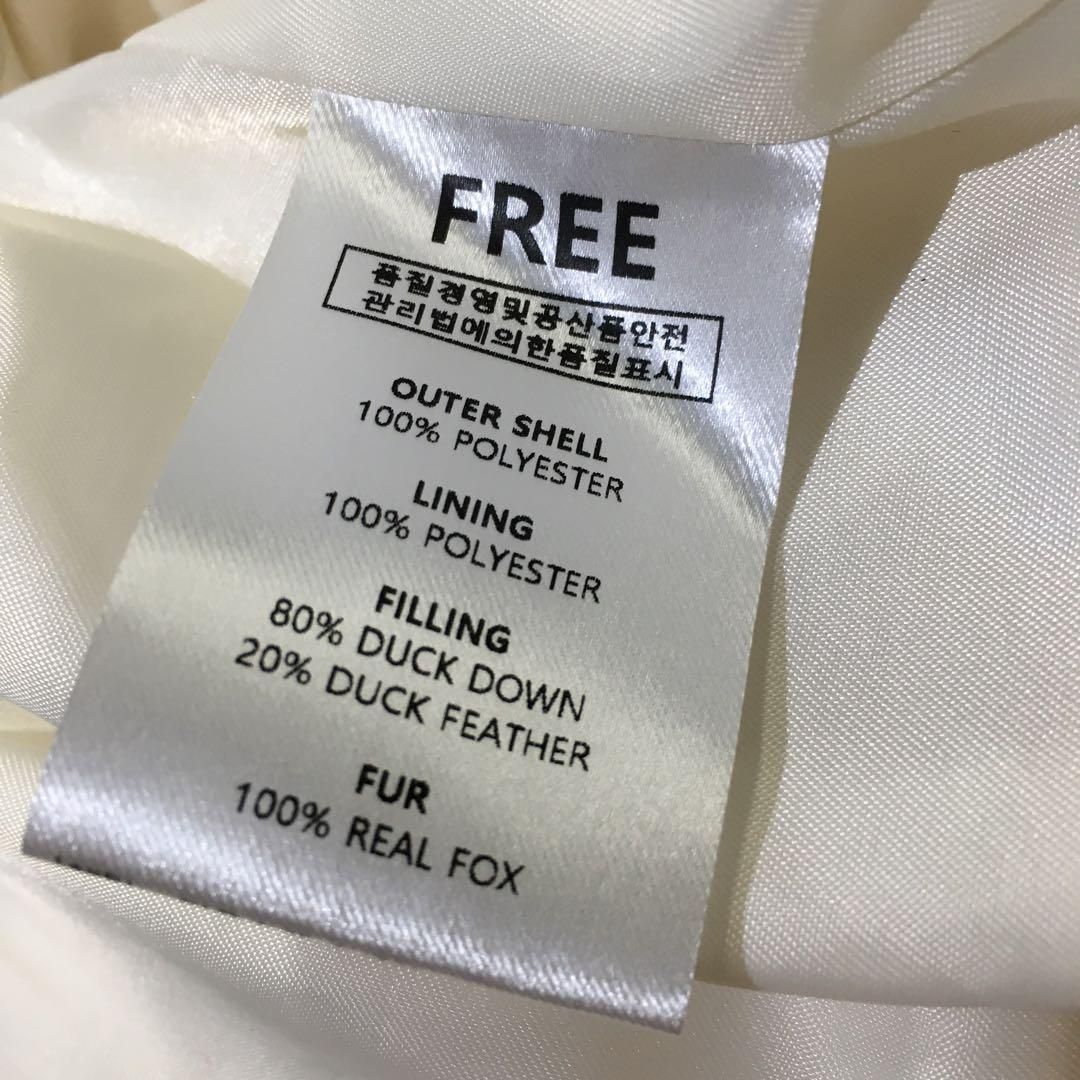 FREE
품질경영및공산품안전
관리법에의한품질표시
OUTER SHELL
100% POLYESTER
LINING
100% POLYESTER
FILLING
80% DUCK DOWN
20% DUCK FEATHER
FUR
100% REAL FOX